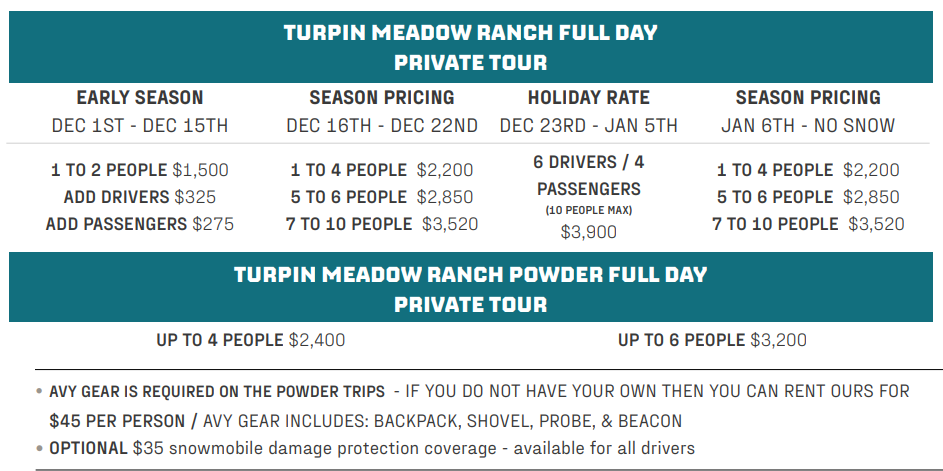 TURPIN MEADOW RANCH FULL DAY
PRIVATE TOUR
EARLY SEASON
DEC 1ST - DEC 15TH
1 TO 2 PEOPLE $1,500
ADD DRIVERS $325
ADD PASSENGERS $275
SEASON PRICING
DEC 16TH - DEC 22ND
1 TO 4 PEOPLE $2,200
5 TO 6 PEOPLE $2,850
7 TO 10 PEOPLE $3,520
HOLIDAY RATE
DEC 23RD - JAN 5TH
6 DRIVERS / 4
PASSENGERS
(10 PEOPLE MAX)
$3,900
SEASON PRICING
JAN 6TH - NO SNOW
1 TO 4 PEOPLE $2,200
5 TO 6 PEOPLE $2,850
7 TO 10 PEOPLE $3,520
TURPIN MEADOW RANCH POWDER FULL DAY
PRIVATE TOUR
UP TO 4 PEOPLE $2,400
UP TO 6 PEOPLE $3,200
• AVY GEAR IS REQUIRED ON THE POWDER TRIPS - IF YOU DO NOT HAVE YOUR OWN THEN YOU CAN RENT OURS FOR
$45 PER PERSON / AVY GEAR INCLUDES: BACKPACK, SHOVEL, PROBE, & BEACON
• OPTIONAL $35 snowmobile damage protection coverage - available for all drivers